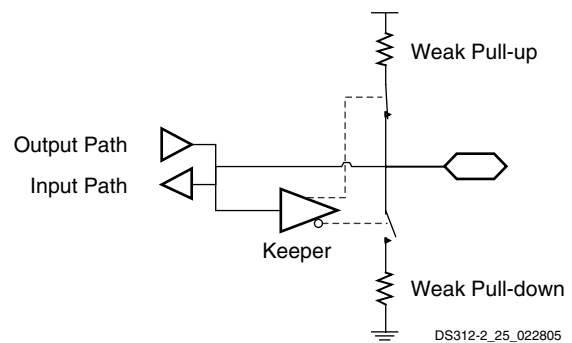 Weak Pull-up
Output Path
Input Path
Keeper
Weak Pull-down
DS312-2_25_022805